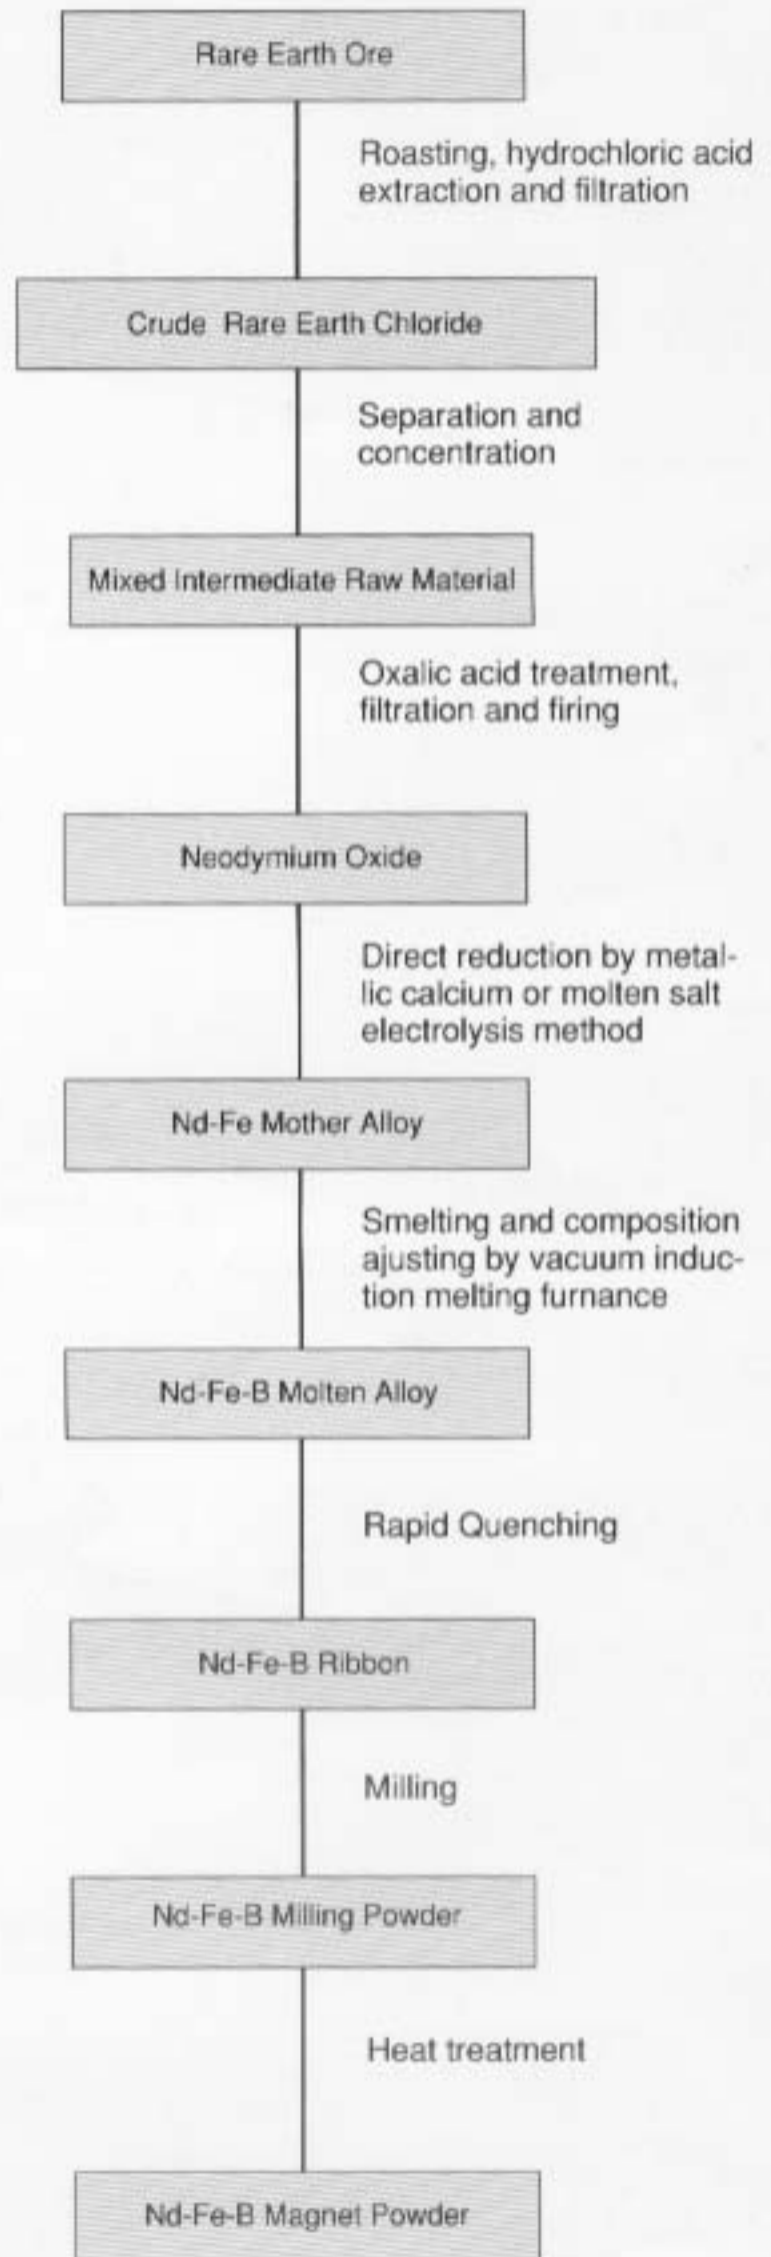 Rare Earth Ore
Roasting, hydrochloric acid
extraction and filtration
Crude Rare Earth Chloride
Separation and
concentration
Mixed Intermediate Raw Material
Oxalic acid treatment,
filtration and firing
Neodymium Oxide
Direct reduction by metal-
lic calcium or molten salt
electrolysis method
Nd-Fe Mother Alloy
Smelting and composition
ajusting by vacuum induc-
tion melting furnance
Nd-Fe-B Molten Alloy
Rapid Quenching
Nd-Fe-B Ribbon
Milling
Nd-Fe-B Milling Powder
Heat treatment
Nd-Fe-B Magnet Powder